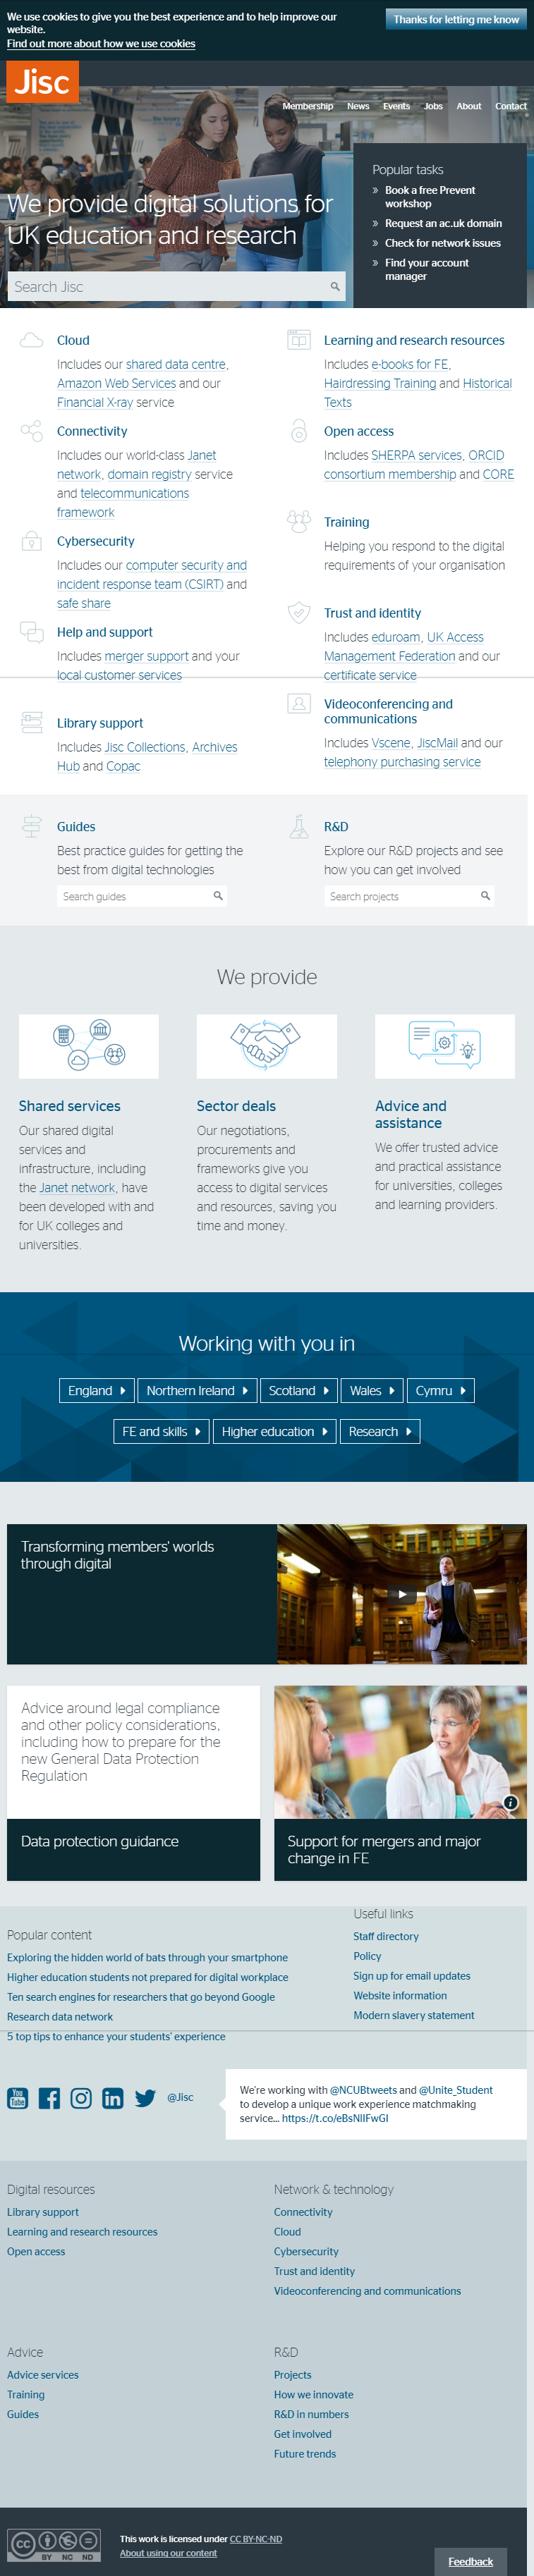 We use cookies to give you the best experience and to help improve our
website.
Find out more about how we use cookies
Thanks for letting me know
Jisc
Membership News Events Jobs About Contact
We provide digital solutions for
UK education and research
Search Jisc
Popular tasks
» Book a free Prevent
workshop
» Request an ac.uk domain
» Check for network issues
» Find your account
manager
Cloud
Includes our shared data centre,
Amazon Web Services and our
Financial X-ray service
Connectivity
Includes our world-class Janet
network, domain registry service
and telecommunications
framework
Cybersecurity
Includes our computer security and
incident response team (CSIRT) and
safe share
Help and support
Includes merger support and your
local customer services
Library support
Includes Jisc Collections, Archives
Hub and Copac
Learning and research resources
Includes e-books for FE,
Hairdressing Training and Historical
Texts
Open access
Includes SHERPA services, ORCID
consortium membership and CORE
Training
Helping you respond to the digital
requirements of your organisation
Trust and identity
Includes eduroam, UK Access
Management Federation and our
certificate service
Videoconferencing and
communications
Includes Vscene, JiscMail and our
telephony purchasing service
Guides
Best practice guides for getting the
best from digital technologies
Search guides
R&D
Explore our R&D projects and see
how you can get involved
Search projects
We provide
Shared services
Our shared digital
services and
infrastructure, including
the Janet network, have
been developed with and
for UK colleges and
universities.
Sector deals
Our negotiations,
procurements and
frameworks give you
access to digital services
and resources, saving you
time and money.
Advice and
assistance
We offer trusted advice
and practical assistance
for universities, colleges
and learning providers.
Working with you in
England Northern Ireland Scotland Wales Cymru
FE and skills Higher education Research
Transforming members' worlds
through digital
Advice around legal compliance
and other policy considerations,
including how to prepare for the
new General Data Protection
Regulation
Data protection guidance
Support for mergers and major
change in FE
Popular content
Exploring the hidden world of bats through your smartphone
Higher education students not prepared for digital workplace
Ten search engines for researchers that go beyond Google
Research data network
5 top tips to enhance your students' experience
Useful links
Staff directory
Policy
Sign up for email updates
Website information
Modern slavery statement
You Tube
@Jisc
We're working with @NCUBtweets and @Unite_Student
to develop a unique work experience matchmaking
service... https://t.co/eBsNlIFwGI
Digital resources
Library support
Learning and research resources
Open access
Network & technology
Connectivity
Cloud
Cybersecurity
Trust and identity
Videoconferencing and communications
Advice
Advice services
Training
Guides
R&D
Projects
How we innovate
R&D in numbers
Get involved
Future trends
CC BY NC ND
This work is licensed under CC BY-NC-ND
About using our content
Feedback